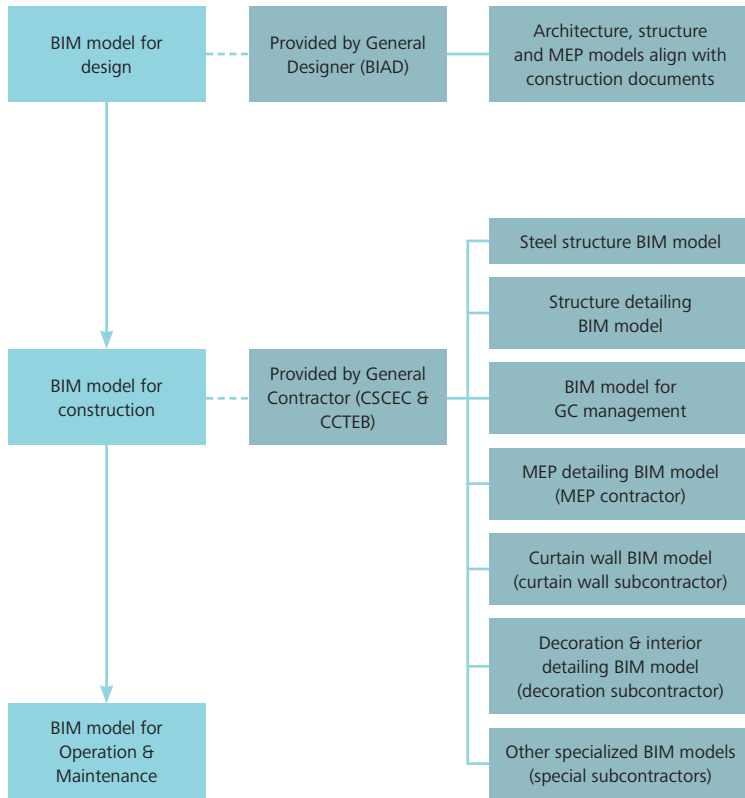 BIM model for
design
Provided by General
Designer (BIAD)
Architecture, structure
and MEP models align with
construction documents
Steel structure BIM model
Structure detailing
BIM model
BIM model for
construction
Provided by General
Contractor (CSCEC &
CCTEB)
BIM model for
GC management
MEP detailing BIM model
(MEP contractor)
Curtain wall BIM model
(curtain wall subcontractor)
Decoration & interior
detailing BIM model
(decoration subcontractor)
BIM model for
Operation &
Maintenance
Other specialized BIM models
(special subcontractors)